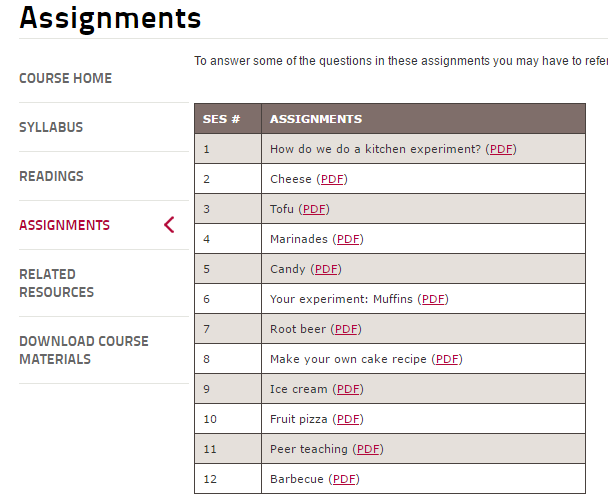 Assignments
COURSE HOME
SYLLABUS
READINGS
ASSIGNMENTS
RELATED
RESOURCES
DOWNLOAD COURSE
MATERIALS
To answer some of the questions in these assignments you may have to refer
SES # ASSIGNMENTS
1 How do we do a kitchen experiment? (PDF)
2 Cheese (PDF)
3 Tofu (PDF)
4 Marinades (PDF)
5 Candy (PDF)
6 Your experiment: Muffins (PDF)
7 Root beer (PDF)
8 Make your own cake recipe (PDF)
9 Ice cream (PDF)
10 Fruit pizza (PDF)
11 Peer teaching (PDF)
12 Barbecue (PDF)